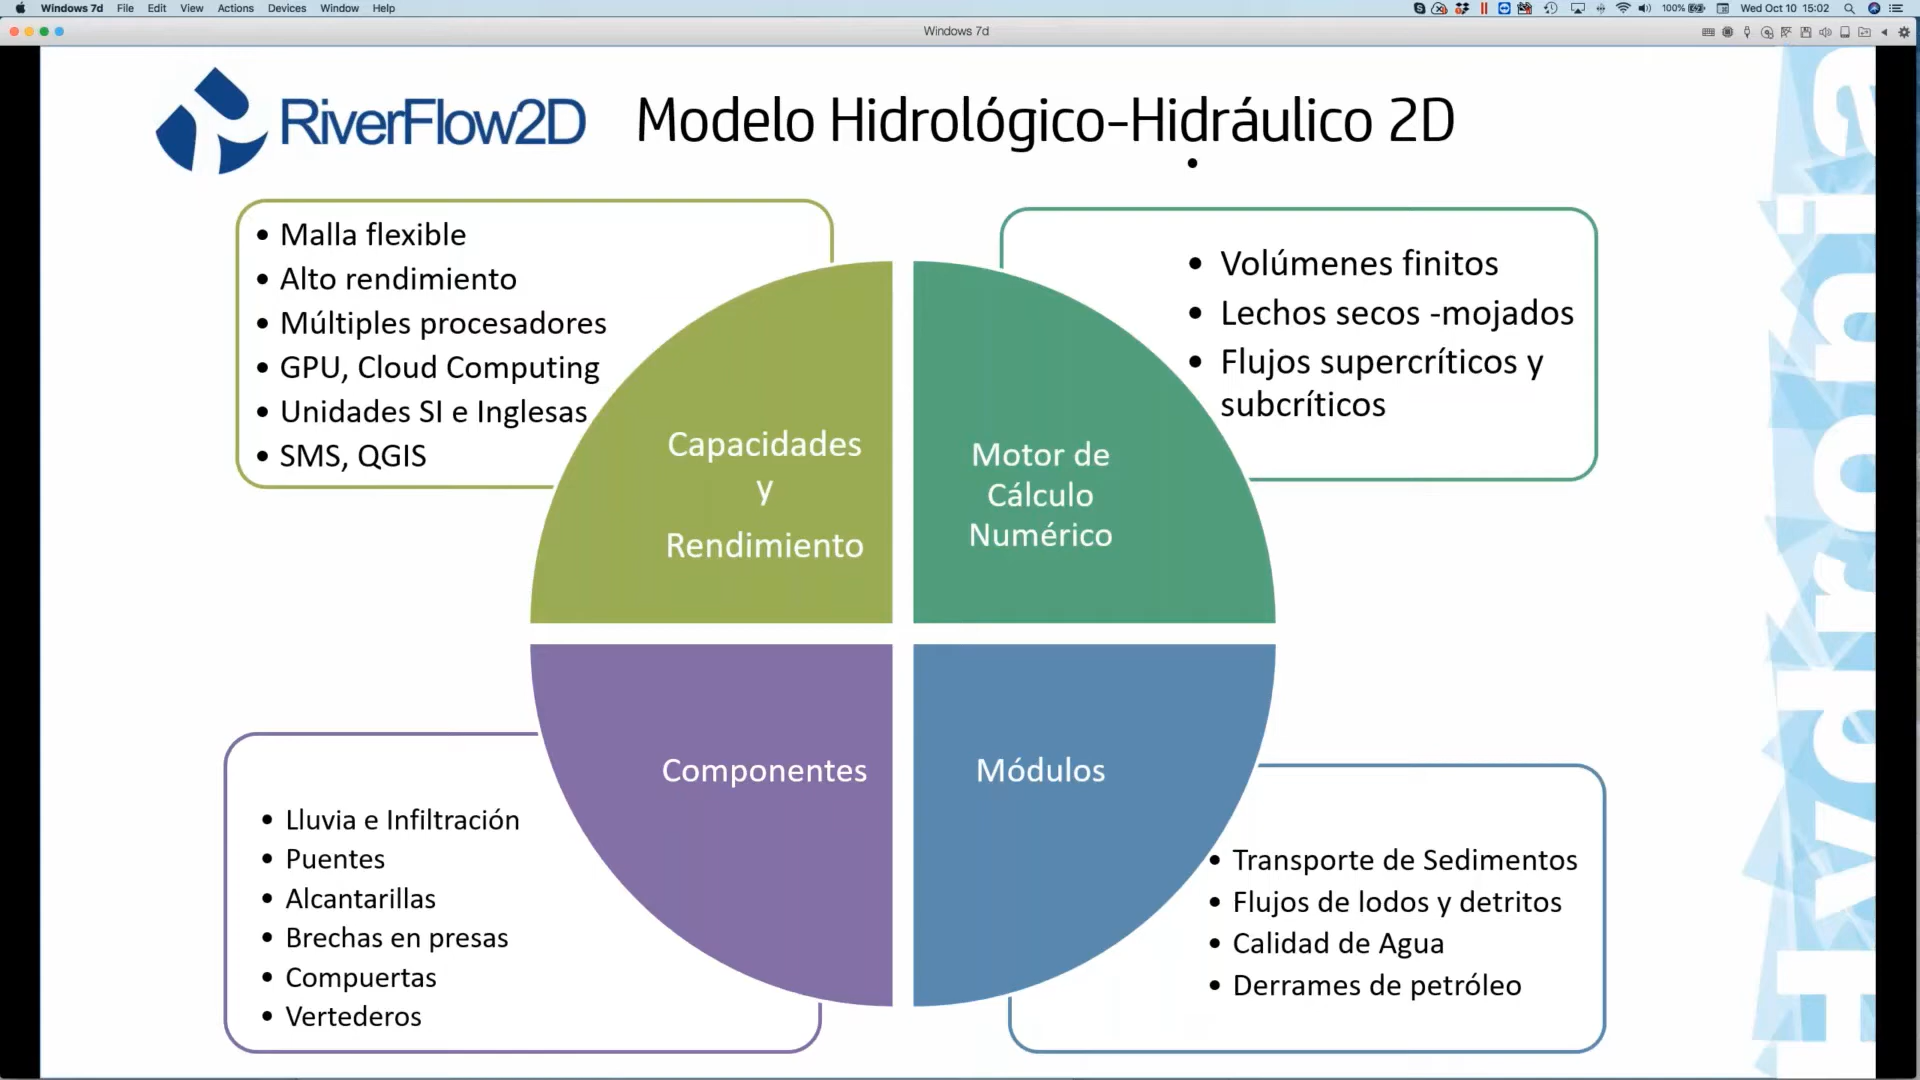 Windows 7d File Edit View Actions Devices Window Help
100% Wed Oct 10 15:02
Windows 7d
RiverFlow2D
Modelo Hidrológico-Hidráulico 2D
• Malla flexible
• Alto rendimiento
• Múltiples procesadores
• GPU, Cloud Computing
• Unidades SI e Inglesas
• SMS, QGIS
• Volúmenes finitos
• Lechos secos -mojados
• Flujos supercríticos y
subcríticos
Capacidades
y
Rendimiento
Motor de
Cálculo
Numérico
Componentes
Módulos
• Lluvia e Infiltración
• Puentes
• Alcantarillas
• Brechas en presas
• Compuertas
• Vertederos
• Transporte de Sedimentos
• Flujos de lodos y detritos
• Calidad de Agua
• Derrames de petróleo
Hydronia